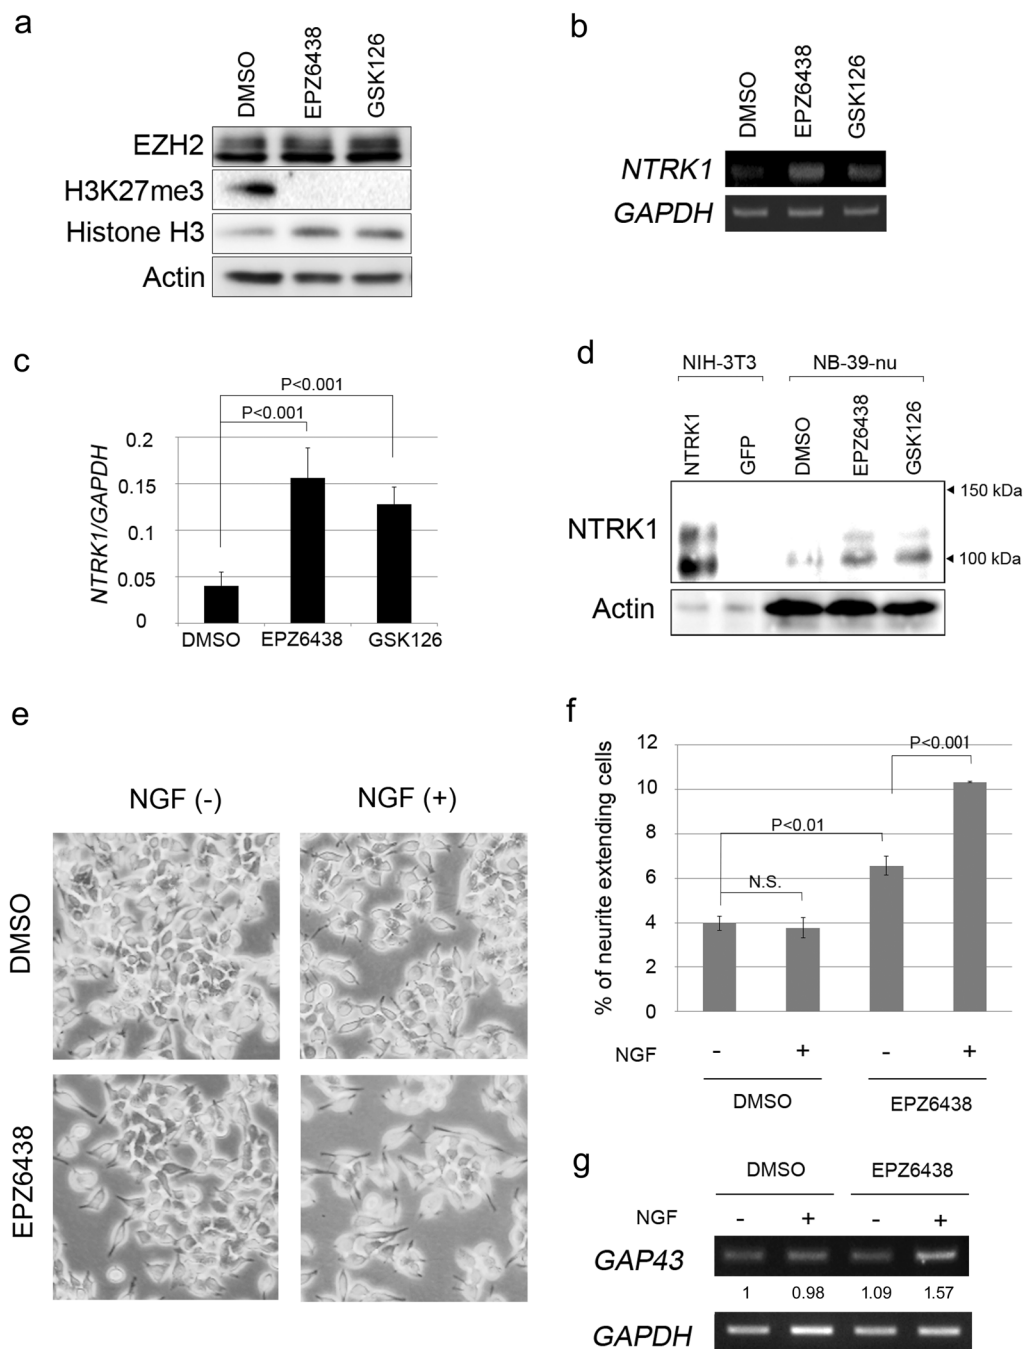 a
DMSO
EPZ6438
GSK126
EZH2
H3K27me3
Histone H3
Actin
b
DMSO
EPZ6438
GSK126
NTRK1
GAPDH
c
P<0.001
P<0.001
NTRK1/GAPDH
0.2
0.15
0.1
0.05
0
DMSO
EPZ6438
GSK126
d
NIH-3T3
NB-39-nu
NTRK1
GFP
DMSO
EPZ6438
GSK126
NTRK1
150 kDa
100 kDa
Actin
e
NGF (-)
NGF (+)
DMSO
EPZ6438
f
% of neurite extending cells
12
10
8
6
4
2
0
P<0.001
P<0.01
N.S.
NGF - + - +
DMSO
EPZ6438
g
DMSO
EPZ6438
NGF - + - +
GAP43
1 0.98 1.09 1.57
GAPDH